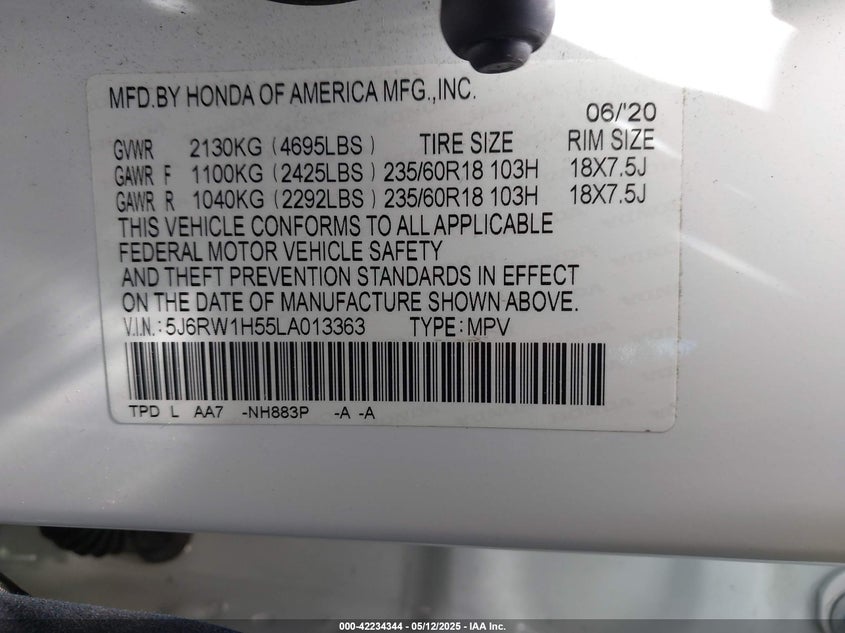 MFD.BY HONDA OF AMERICA MFG.,INC.
06/'20
GVWR 2130KG (4695LBS) TIRE SIZE RIM SIZE
GAWR F 1100KG (2425LBS) 235/60R18 103H 18X7.5J
GAWR R 1040KG (2292LBS) 235/60R18 103H 18X7.5J
THIS VEHICLE CONFORMS TO ALL APPLICABLE
FEDERAL MOTOR VEHICLE SAFETY
AND THEFT PREVENTION STANDARDS IN EFFECT
ON THE DATE OF MANUFACTURE SHOWN ABOVE.
V.I.N.:5J6RW1H55LA013363 TYPE:MPV
TPD L AA7 -NH883P -A -A
000-42234344 - 05/12/2025 - IAA Inc.